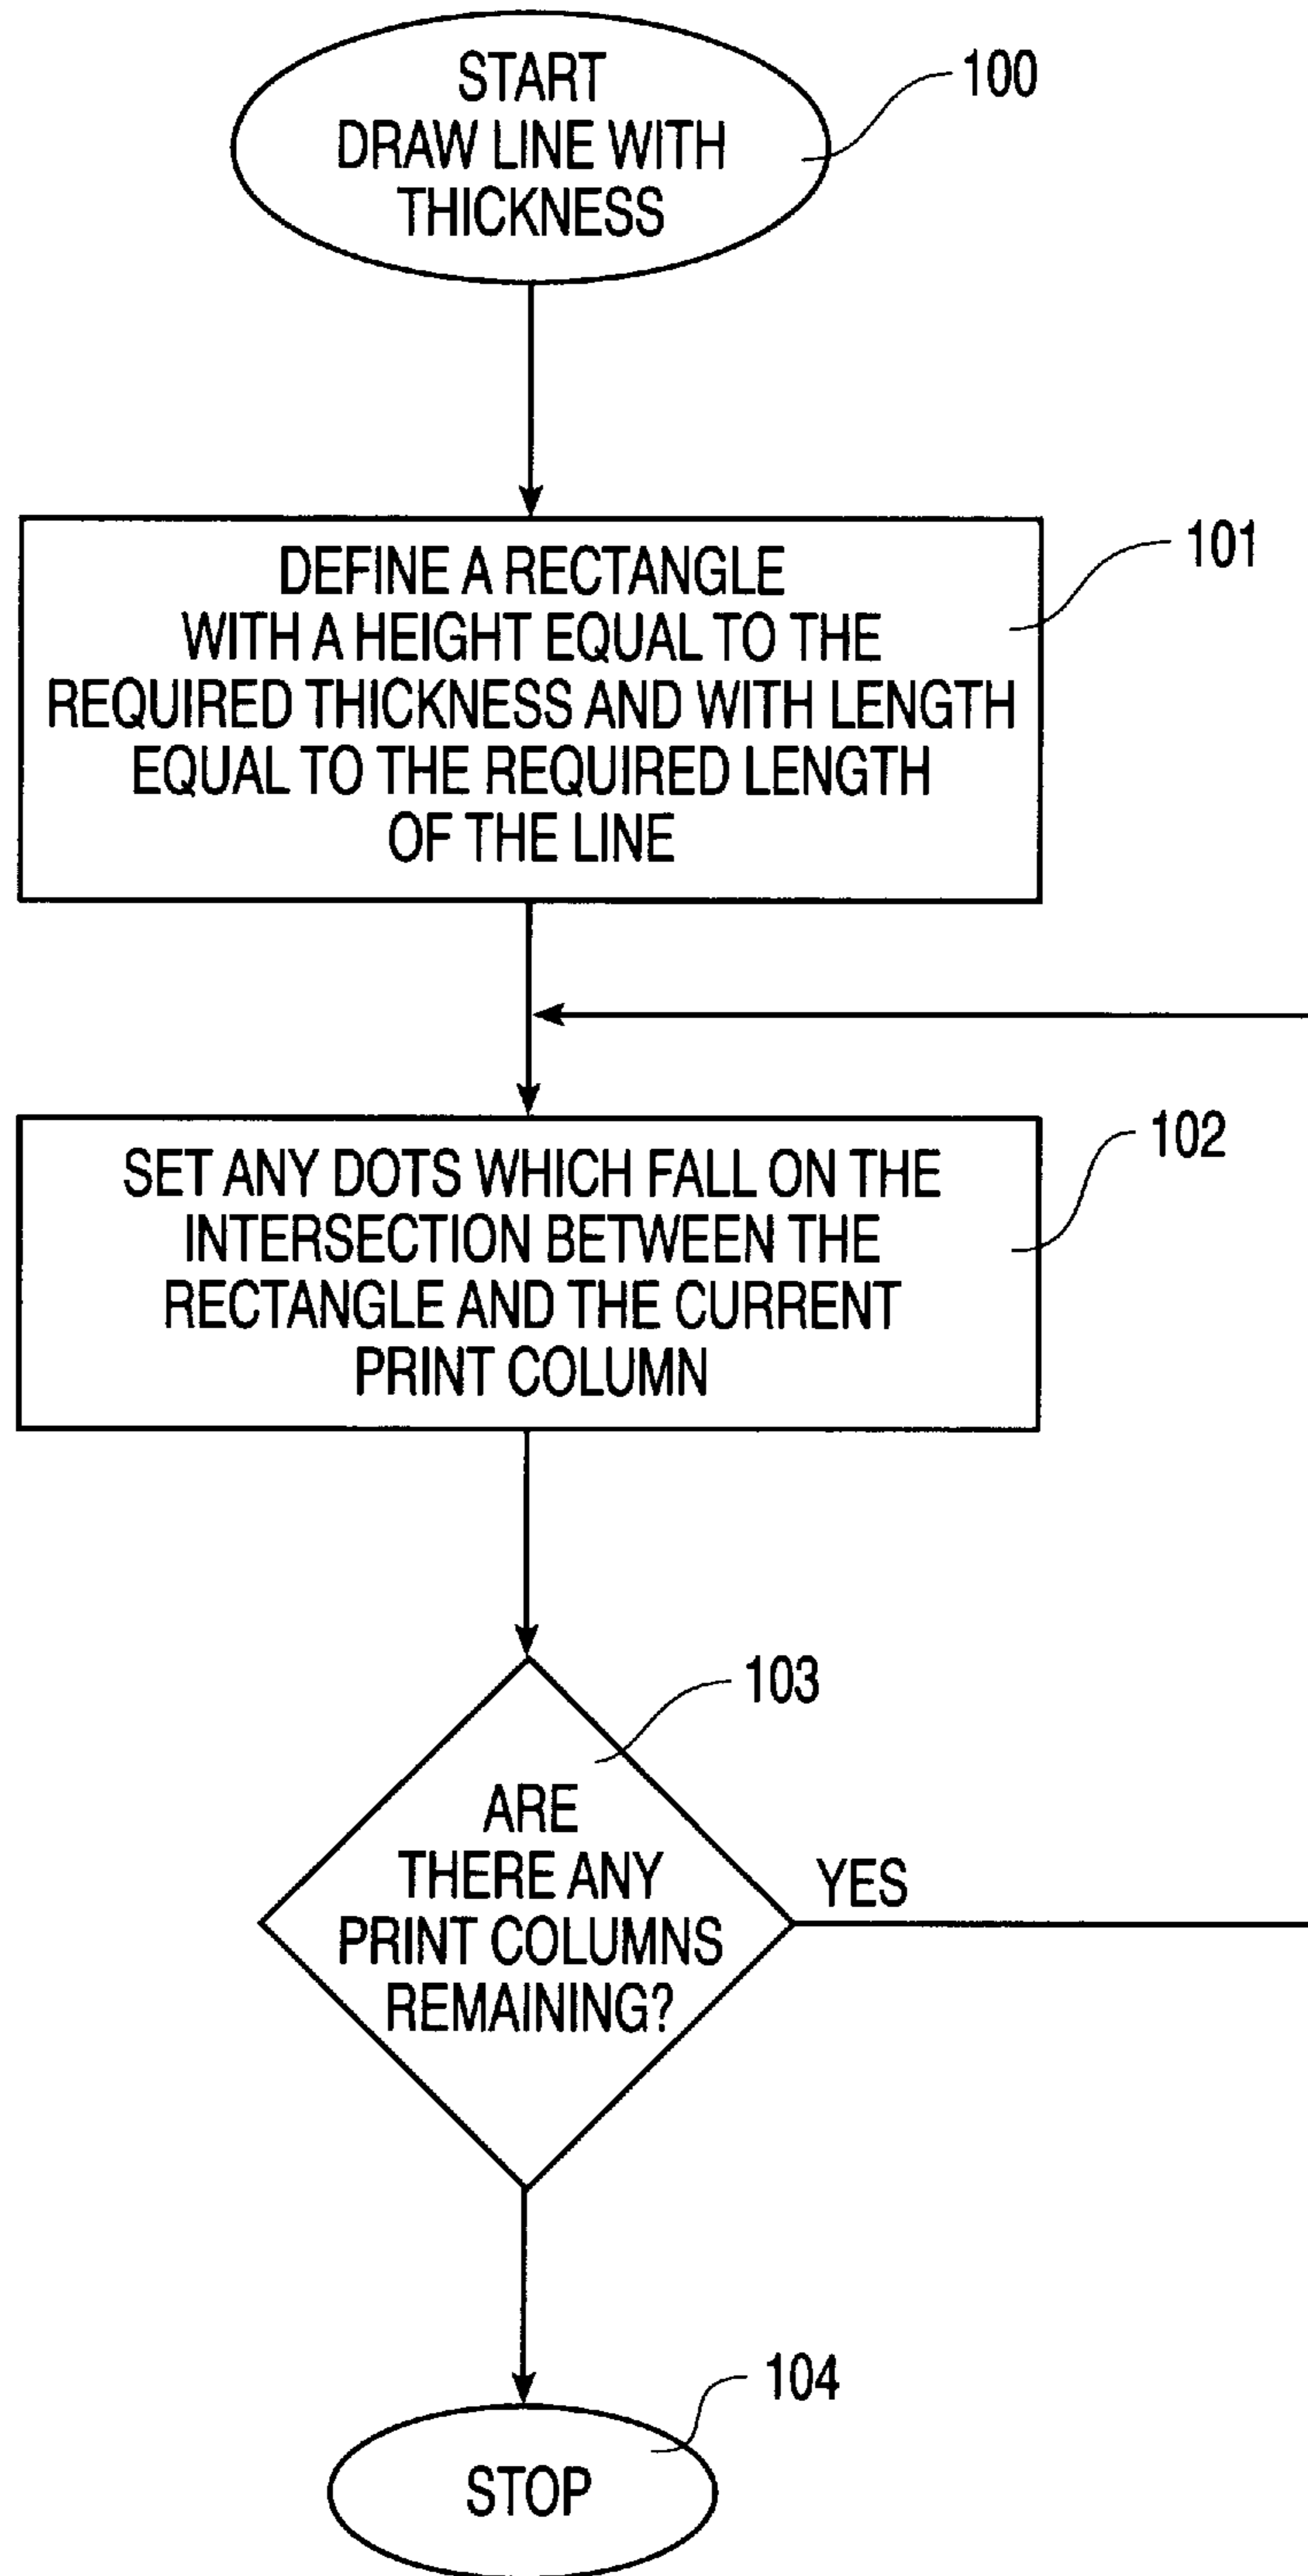 START
DRAW LINE WITH
THICKNESS
100
DEFINE A RECTANGLE
WITH A HEIGHT EQUAL TO THE
REQUIRED THICKNESS AND WITH LENGTH
EQUAL TO THE REQUIRED LENGTH
OF THE LINE
101
SET ANY DOTS WHICH FALL ON THE
INTERSECTION BETWEEN THE
RECTANGLE AND THE CURRENT
PRINT COLUMN
102
ARE
THERE ANY
PRINT COLUMNS
REMAINING?
103
YES
STOP
104